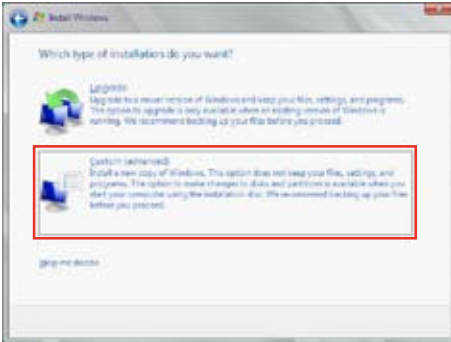 Install Windows
Which type of installation do you want?
Upgrade
Upgrade to a newer version of Windows and keep your files, settings, and programs.
The option to upgrade is only available when an existing version of Windows is
running. We recommend backing up your files before you proceed.
Custom (advanced)
Install a new copy of Windows. This option does not keep your files, settings, and
programs. The option to make changes to disks and partitions is available when you
start your computer using the installation disc. We recommend backing up your files
before you proceed.
Help me decide